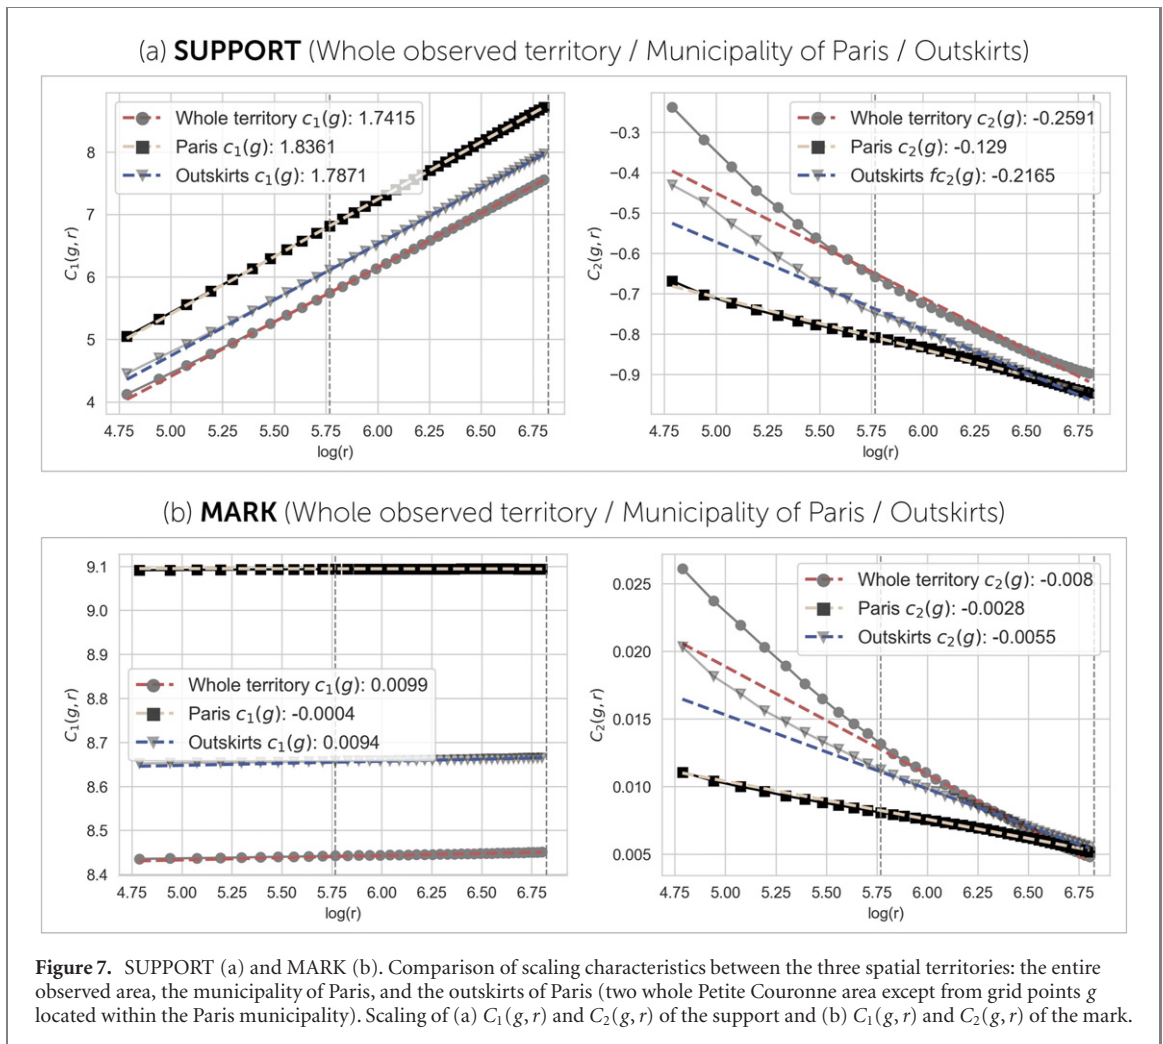 (a) SUPPORT (Whole observed territory / Municipality of Paris / Outskirts)
C₁(g, r)
8
7
6
5
4
Whole territory c₁(g): 1.7415
Paris c₁(g): 1.8361
Outskirts c₁(g): 1.7871
4.75 5.00 5.25 5.50 5.75 6.00 6.25 6.50 6.75
log(r)
C₂(g, r)
−0.3
−0.4
−0.5
−0.6
−0.7
−0.8
−0.9
Whole territory c₂(g): -0.2591
Paris c₂(g): -0.129
Outskirts fc₂(g): -0.2165
4.75 5.00 5.25 5.50 5.75 6.00 6.25 6.50 6.75
log(r)
(b) MARK (Whole observed territory / Municipality of Paris / Outskirts)
C₁(g, r)
9.1
9.0
8.9
8.8
8.7
8.6
8.5
8.4
Whole territory c₁(g): 0.0099
Paris c₁(g): -0.0004
Outskirts c₁(g): 0.0094
4.75 5.00 5.25 5.50 5.75 6.00 6.25 6.50 6.75
log(r)
C₂(g, r)
0.025
0.020
0.015
0.010
0.005
Whole territory c₂(g): -0.008
Paris c₂(g): -0.0028
Outskirts c₂(g): -0.0055
4.75 5.00 5.25 5.50 5.75 6.00 6.25 6.50 6.75
log(r)
Figure 7. SUPPORT (a) and MARK (b). Comparison of scaling characteristics between the three spatial territories: the entire
observed area, the municipality of Paris, and the outskirts of Paris (two whole Petite Couronne area except from grid points g
located within the Paris municipality). Scaling of (a) C₁(g, r) and C₂(g, r) of the support and (b) C₁(g, r) and C₂(g, r) of the mark.